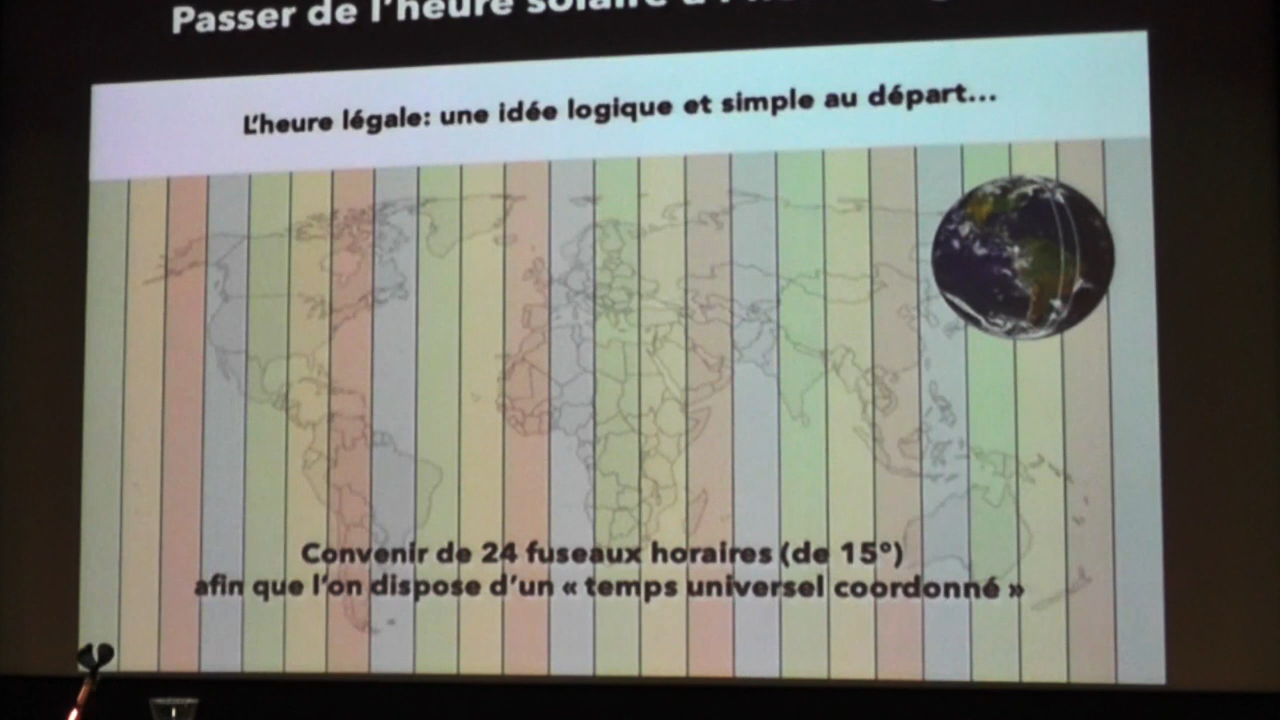 Passer de l'heure solaire à l'
L'heure légale: une idée logique et simple au départ...
Convenir de 24 fuseaux horaires (de 15°)
afin que l'on dispose d'un « temps universel coordonné »